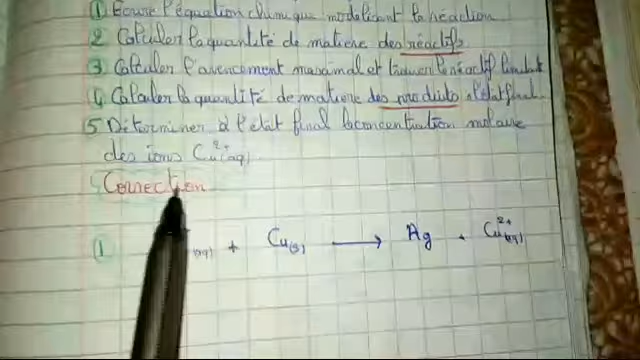 ① Ecrire l'équation chimique modélisant la réaction
2 Calculer la quantité de matière des réactifs
3 Calculer l'avancement maximal et trouver le réactif limitant
4 Calculer la quantité de matière des produits a l'état final
5 Déterminer à l'état final la concentration molaire
des ions Cu²⁺(aq)
Correction
① (aq) + Cu(s) → Ag + Cu²⁺(aq)